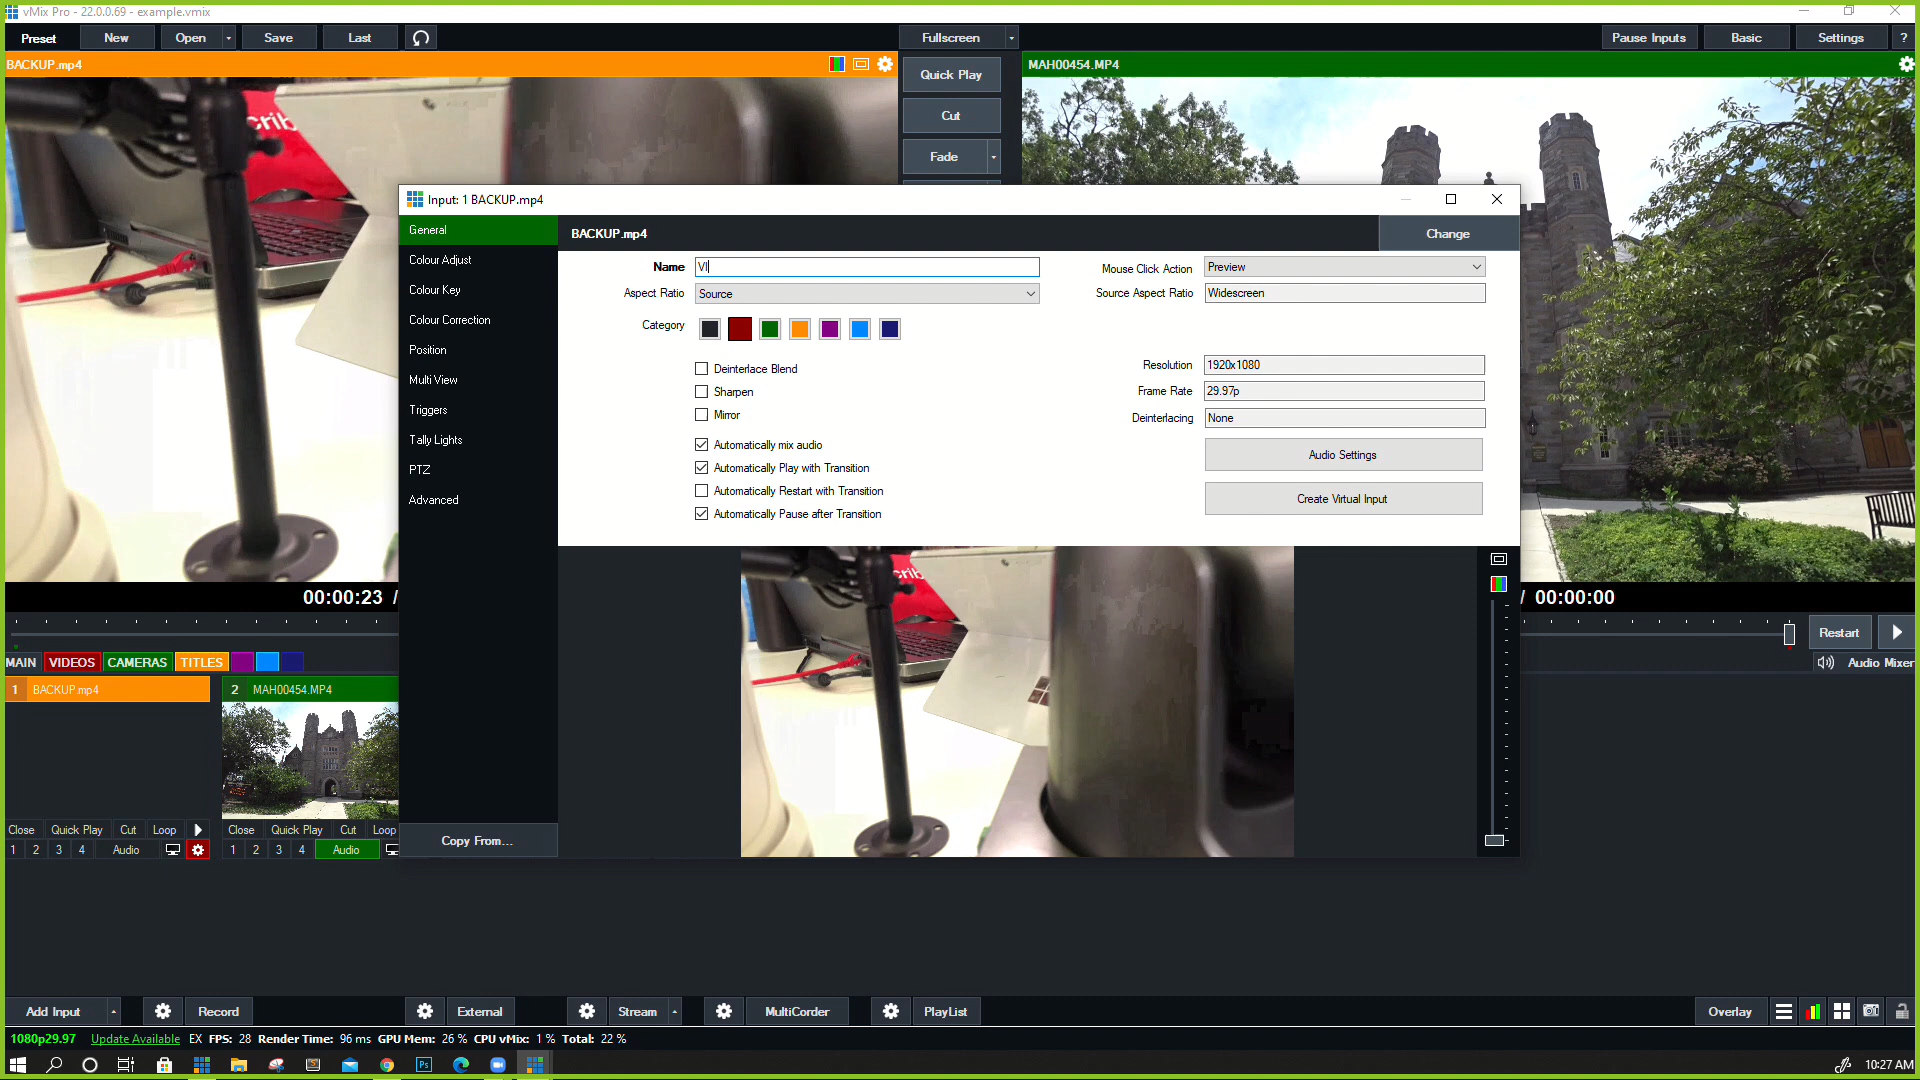 vMix Pro - 22.0.0.69 - example.vmix
Preset New Open Save Last Fullscreen Pause Inputs Basic Settings ?
BACKUP.mp4
MAH00454.MP4
Quick Play
Cut
Fade
Input: 1 BACKUP.mp4
General
Colour Adjust
Colour Key
Colour Correction
Position
Multi View
Triggers
Tally Lights
PTZ
Advanced
Copy From...
BACKUP.mp4 Change
Name VI
Mouse Click Action Preview
Aspect Ratio Source
Source Aspect Ratio Widescreen
Category
Deinterlace Blend
Sharpen
Mirror
Automatically mix audio
Automatically Play with Transition
Automatically Restart with Transition
Automatically Pause after Transition
Resolution 1920x1080
Frame Rate 29.97p
Deinterlacing None
Audio Settings
Create Virtual Input
crib
crib
00:00:23 /
/ 00:00:00
Restart
Audio Mixer
MAIN VIDEOS CAMERAS TITLES
1 BACKUP.mp4
2 MAH00454.MP4
Close Quick Play Cut Loop
1 2 3 4 Audio
Close Quick Play Cut Loop
1 2 3 4 Audio
Add Input Record External Stream MultiCorder PlayList Overlay
1080p29.97 Update Available EX FPS: 28 Render Time: 96 ms GPU Mem: 26 % CPU vMix: 1 % Total: 22 %
Ps
10:27 AM